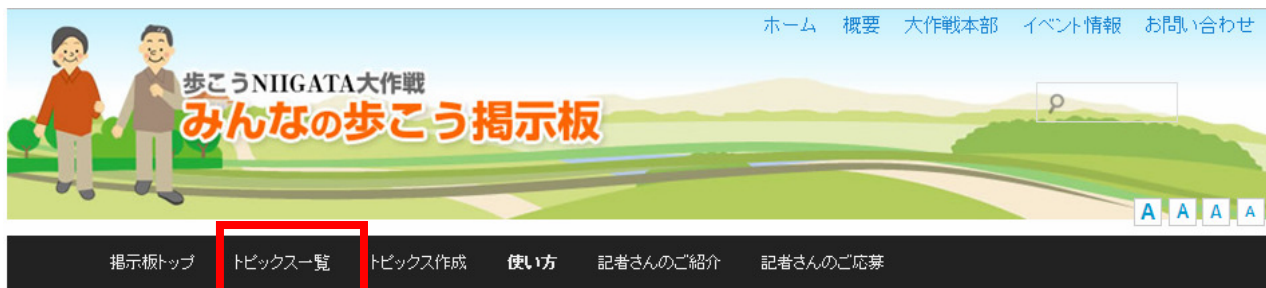 ホーム 概要 大作戦本部 イベント情報 お問い合わせ
歩こうNIIGATA大作戦
みんなの歩こう掲示板
A A A A
掲示板トップ トピックス一覧 トピックス作成 使い方 記者さんのご紹介 記者さんのご応募